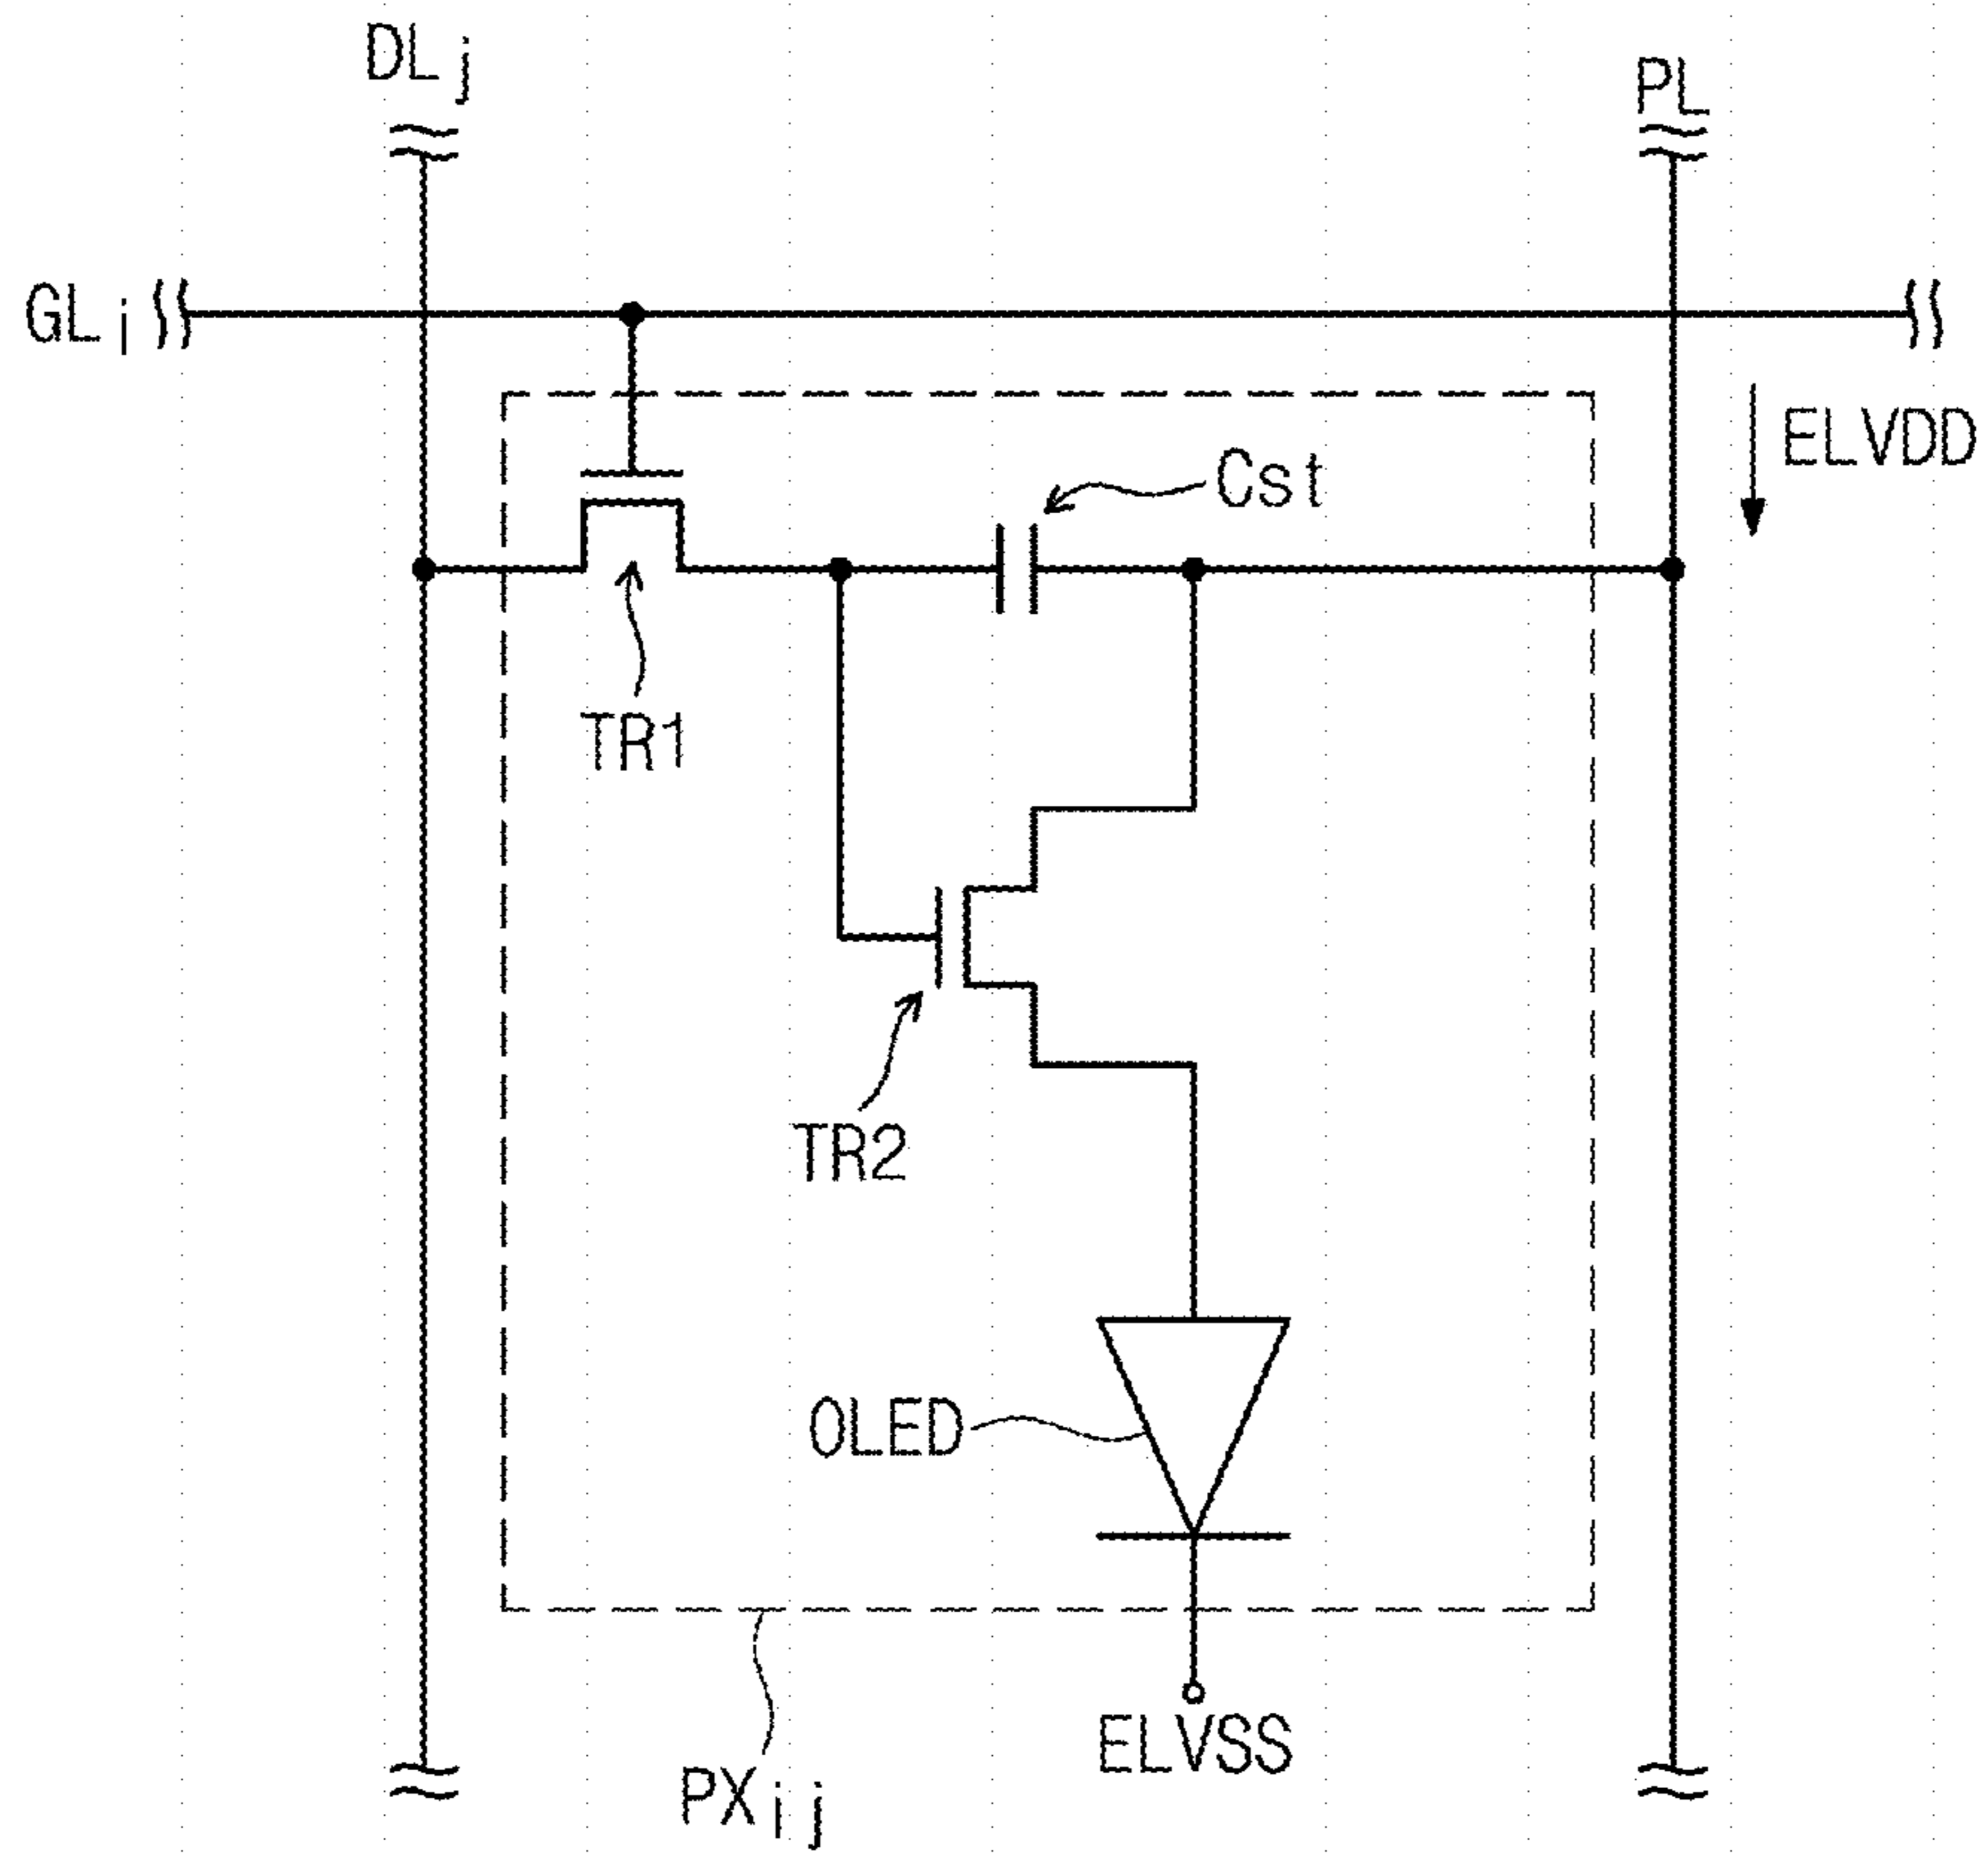 DLj
PL
GLi
ELVDD
Cst
TR1
TR2
OLED
ELVSS
PXij